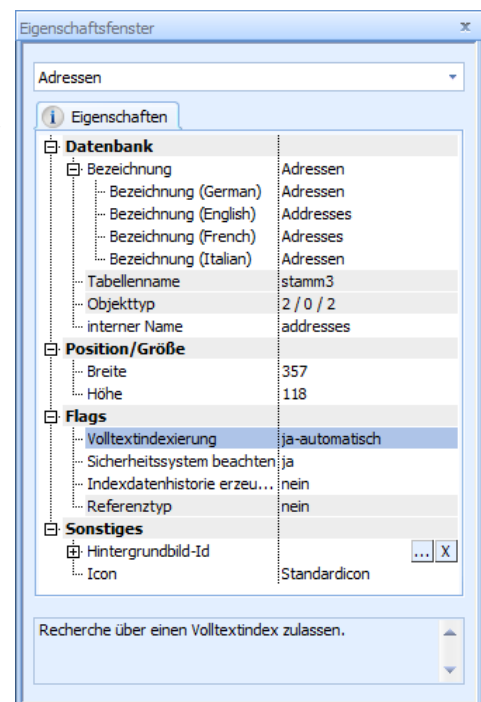 Eigenschaftsfenster x
Adressen
i Eigenschaften
Datenbank
Bezeichnung Adressen
Bezeichnung (German) Adressen
Bezeichnung (English) Addresses
Bezeichnung (French) Adresses
Bezeichnung (Italian) Adressen
Tabellenname stamm3
Objekttyp 2 / 0 / 2
interner Name addresses
Position/Größe
Breite 357
Höhe 118
Flags
Volltextindexierung ja-automatisch
Sicherheitssystem beachten ja
Indexdatenhistorie erzeu... nein
Referenztyp nein
Sonstiges
Hintergrundbild-Id ... X
Icon Standardicon
Recherche über einen Volltextindex zulassen.